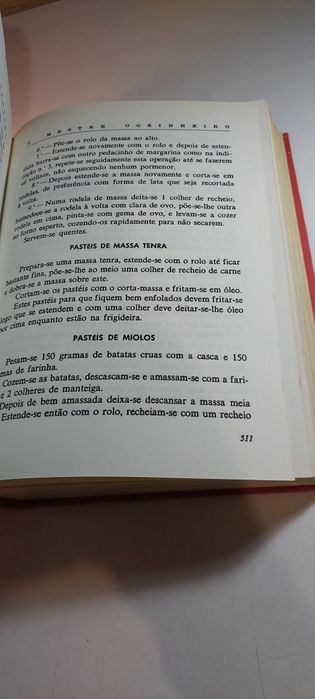 O MESTRE COZINHEIRO
6.º — Põe-se o rolo da massa ao alto.
7.º — Estende-se novamente com o rolo e depois de esten-
dida barra-se com outro pedacinho de margarina como na indi-
cação n.º 3, repete-se seguidamente esta operação até se fazerem
voltinas, não esquecendo nenhum pormenor.
8.º — Depois estende-se a massa novamente e corta-se em
rodelas, de preferência com forma de lata que seja recortada
à volta.
9.º — Numa rodela de massa deita-se 1 colher de recheio,
humedece-se a rodela à volta com clara de ovo, põe-se-lhe outra
rodela em cima, pinta-se com gema de ovo, e levam-se a cozer
ao forno esperto, cozendo-os rapidamente para não secarem.
Servem-se quentes.
PASTÉIS DE MASSA TENRA
Prepara-se uma massa tenra, estende-se com o rolo até ficar
bastante fina, põe-se-lhe ao meio uma colher de recheio de carne
e dobra-se a massa sobre este.
Cortam-se os pastéis com o corta-massa e fritam-se em óleo.
Estes pastéis para que fiquem bem enfolados devem fritar-se
logo que se estendem e com uma colher deve deitar-se-lhe óleo
por cima enquanto estão na frigideira.
PASTÉIS DE MIOLOS
Pesam-se 150 gramas de batatas cruas com a casca e 150
mas de farinha.
Cozem-se as batatas, descascam-se e amassam-se com a fari-
e 2 colheres de manteiga.
Depois de bem amassada deixa-se descansar a massa meia
Estende-se então com o rolo, recheiam-se com um recheio
511